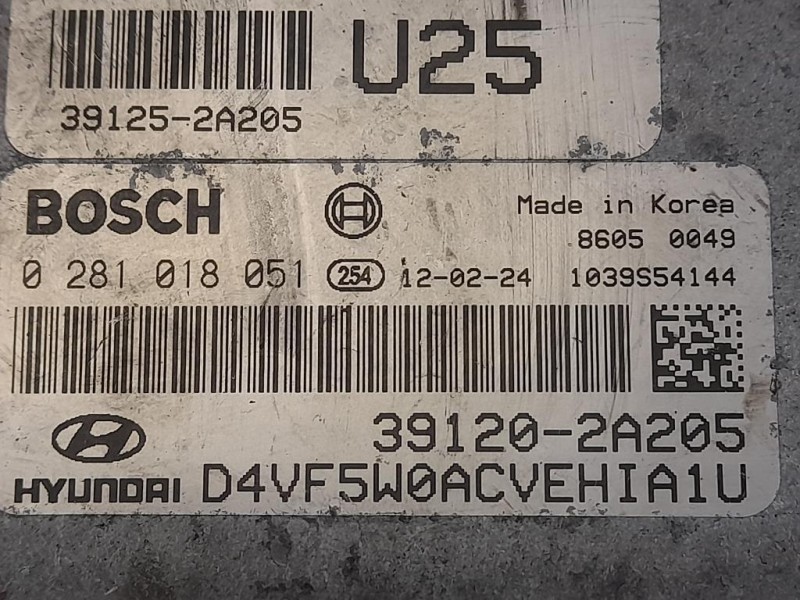 U25
39125-2A205
BOSCH Made in Korea
8605 0049
0 281 018 051 254 12-02-24 1039S54144
39120-2A205
HYUNDAI D4VF5W0ACVEHIA1U